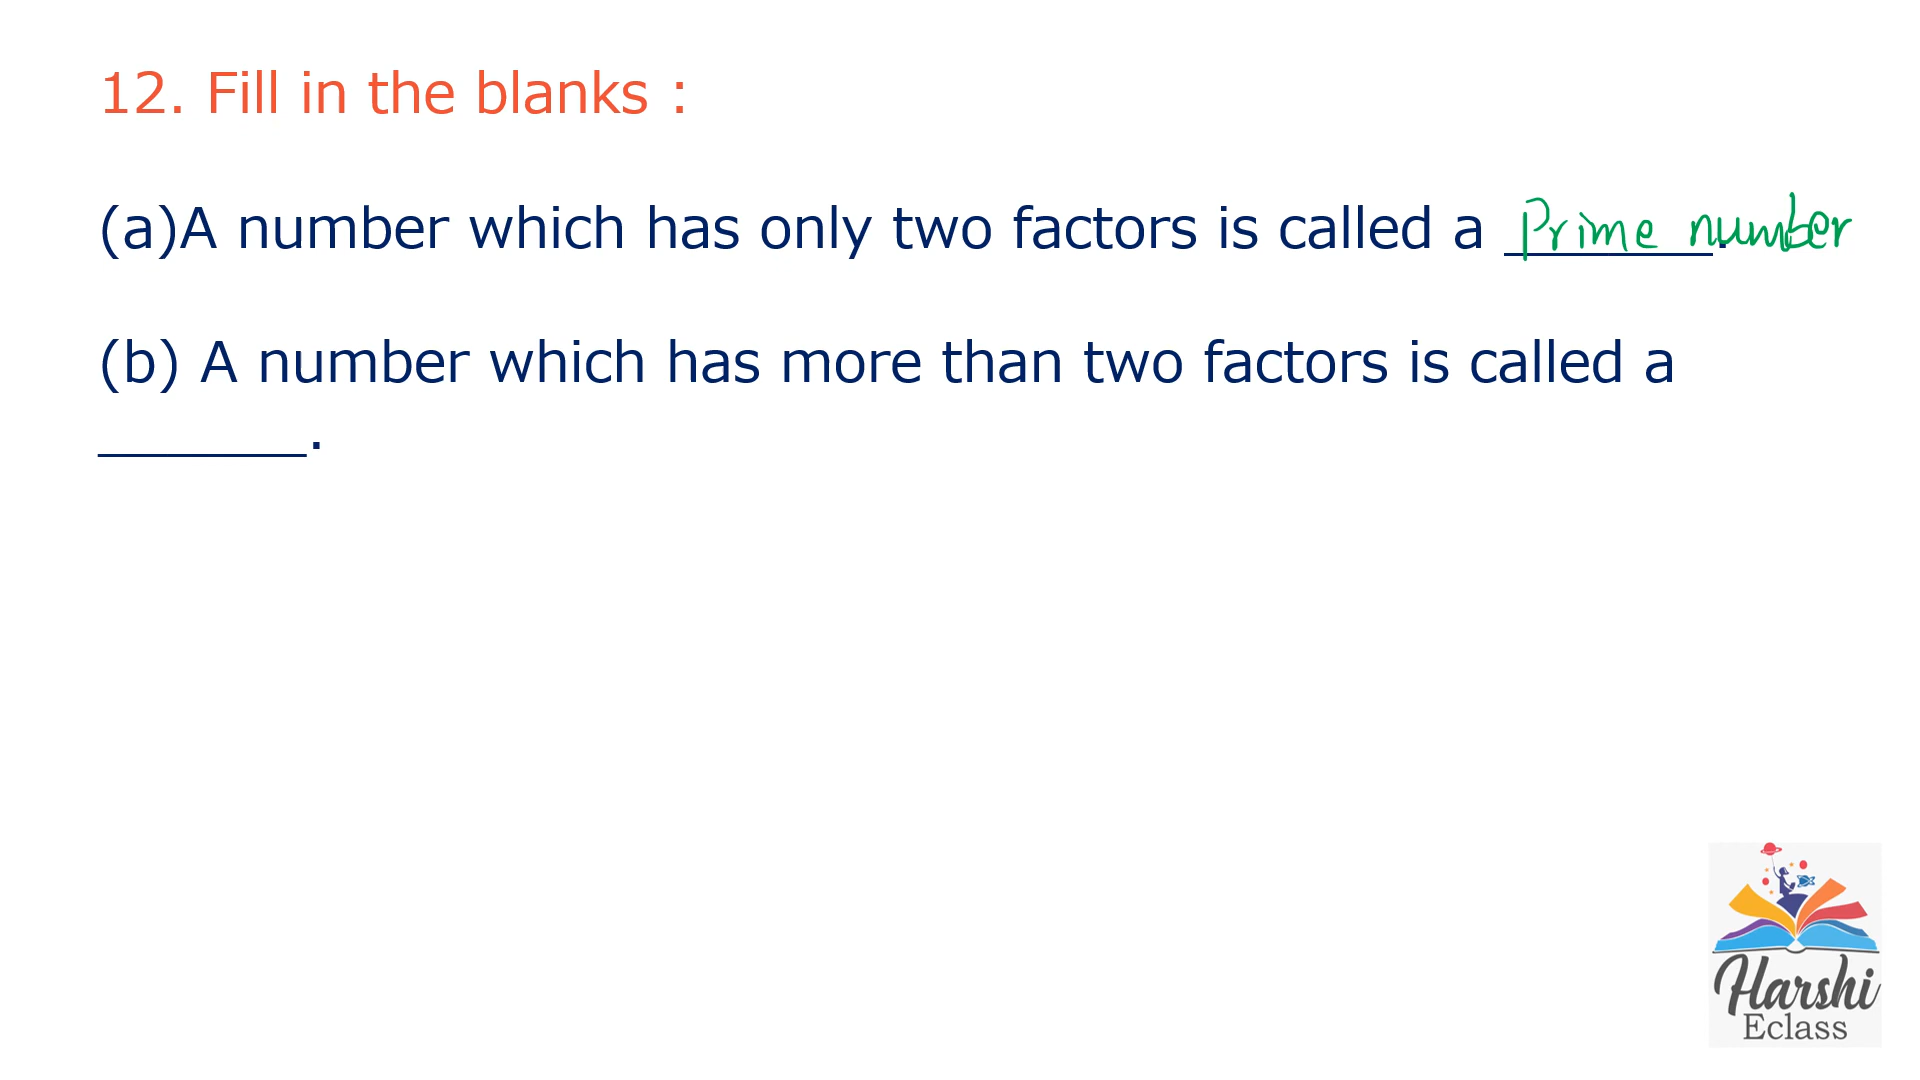 12. Fill in the blanks :
(a)A number which has only two factors is called a _______. Prime number
(b) A number which has more than two factors is called a
_______.
Harshi
Eclass